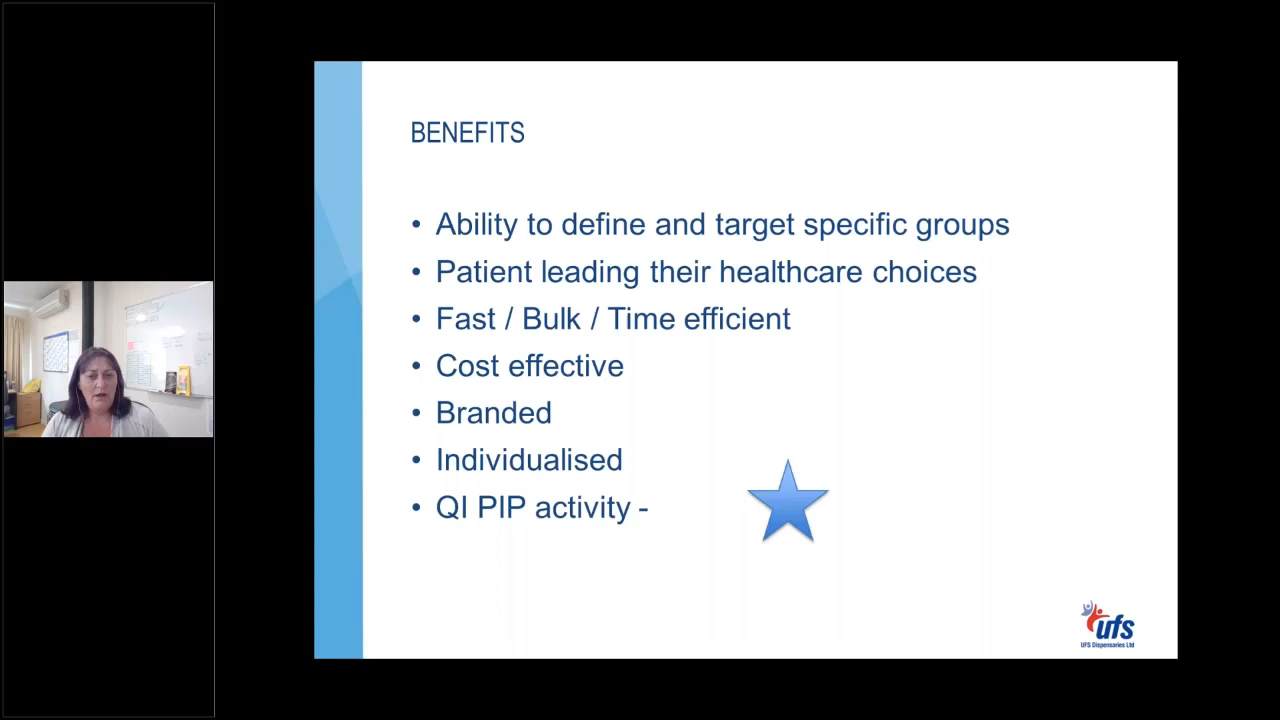 BENEFITS
• Ability to define and target specific groups
• Patient leading their healthcare choices
• Fast / Bulk / Time efficient
• Cost effective
• Branded
• Individualised
• QI PIP activity -
ufs
UFS Dispensaries Ltd